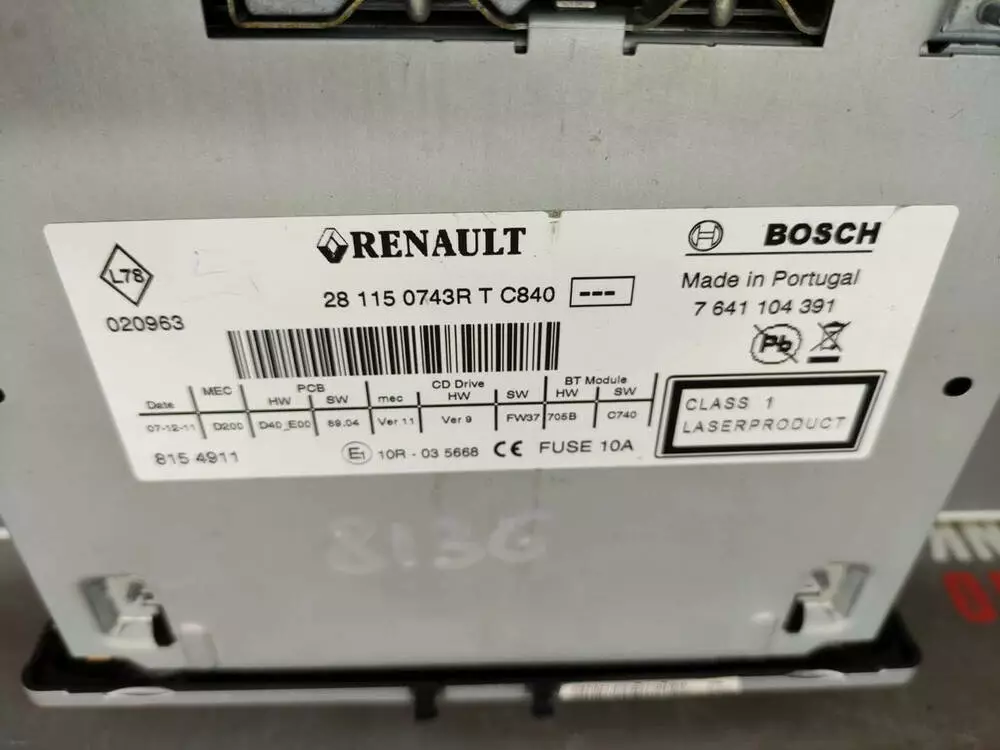 RENAULT
BOSCH
L78
28 115 0743R T C840 ---
Made in Portugal
020963
7 641 104 391
Pb
Date MEC PCB CD Drive BT Module
HW SW mec HW SW HW SW
07-12-11 D200 D40_E00 89.04 Ver 11 Ver 9 FW37 705B C740
CLASS 1
LASERPRODUCT
815 4911
E1 10R - 03 5668 CE FUSE 10A
813G